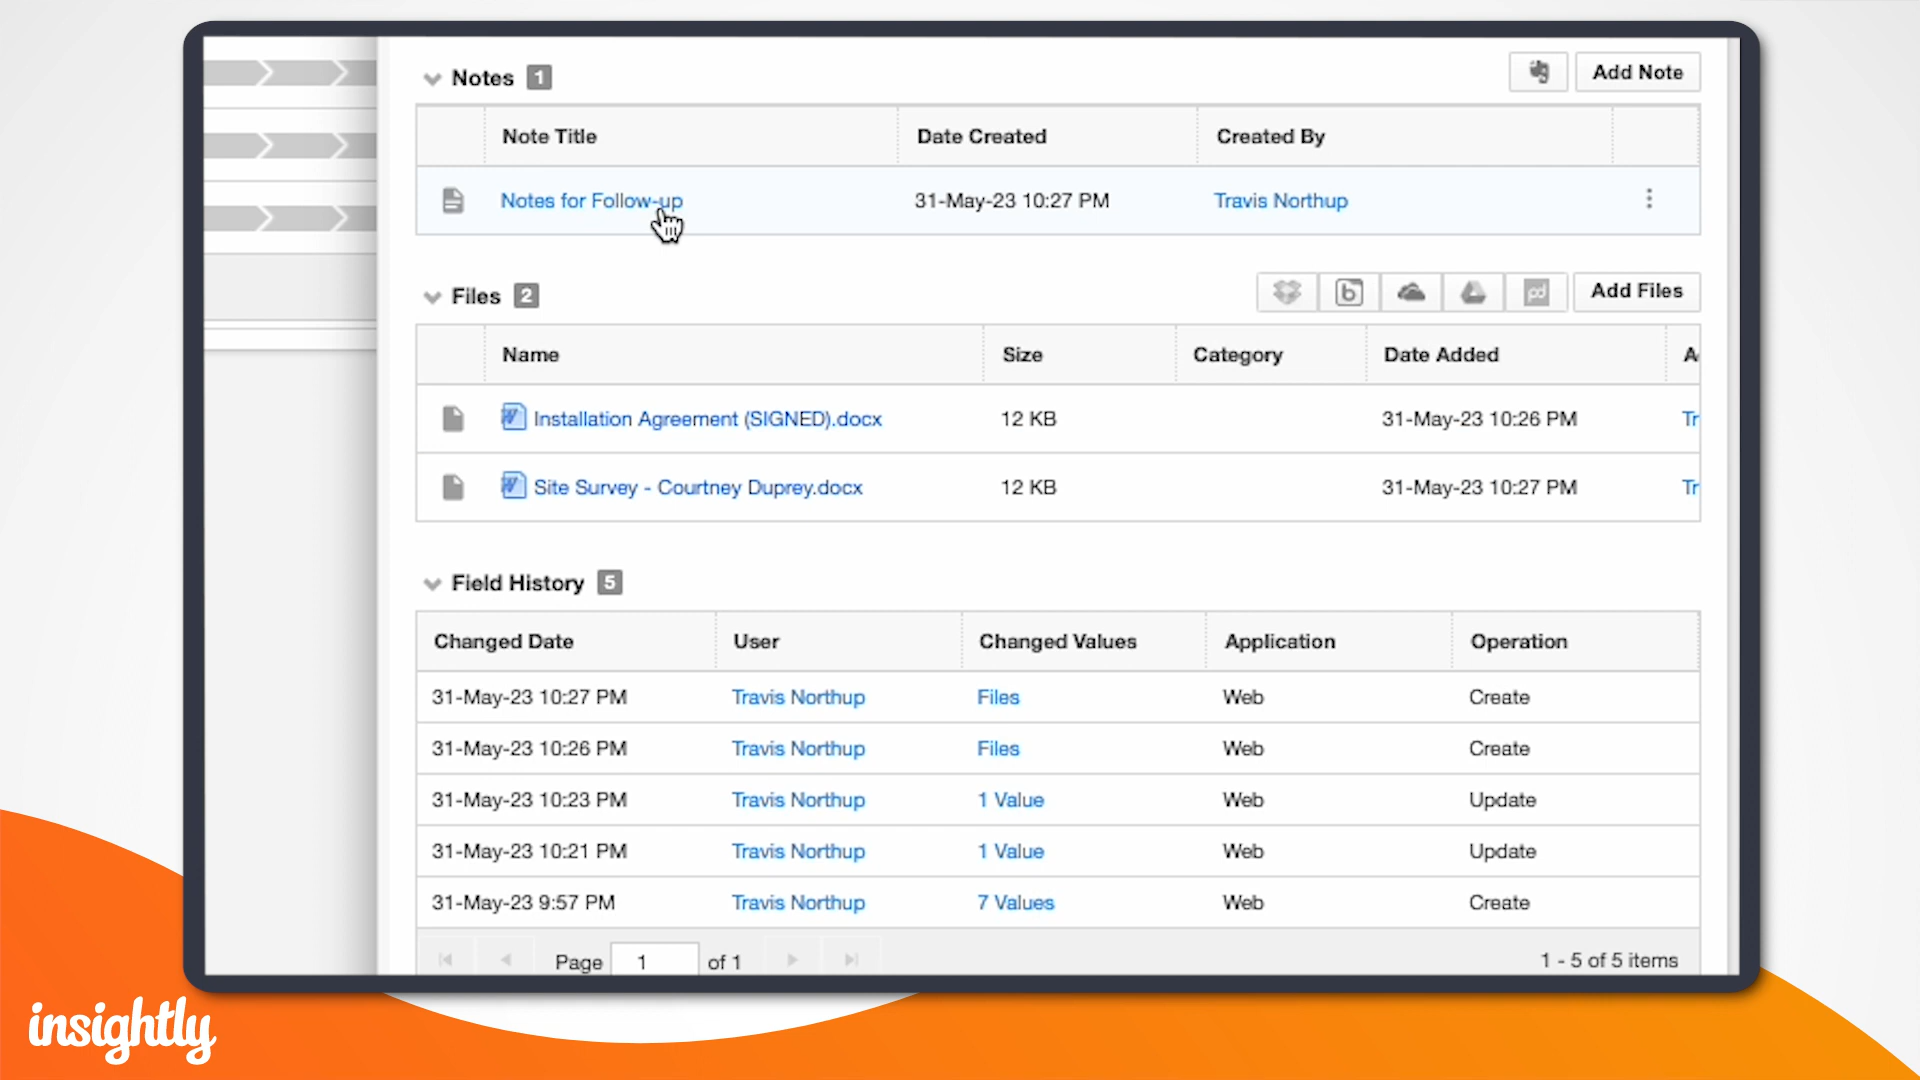 Notes 1
Add Note
Note Title Date Created Created By
Notes for Follow-up 31-May-23 10:27 PM Travis Northup
Files 2
Add Files
Name Size Category Date Added A
Installation Agreement (SIGNED).docx 12 KB 31-May-23 10:26 PM Tr
Site Survey - Courtney Duprey.docx 12 KB 31-May-23 10:27 PM Tr
Field History 5
Changed Date User Changed Values Application Operation
31-May-23 10:27 PM Travis Northup Files Web Create
31-May-23 10:26 PM Travis Northup Files Web Create
31-May-23 10:23 PM Travis Northup 1 Value Web Update
31-May-23 10:21 PM Travis Northup 1 Value Web Update
31-May-23 9:57 PM Travis Northup 7 Values Web Create
Page 1 of 1 1 - 5 of 5 items
insightly